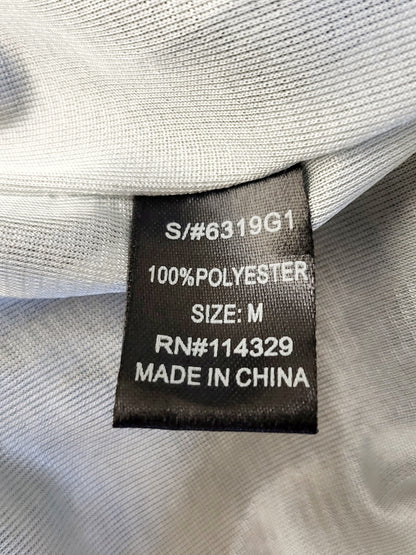 S/#6319G1
100%POLYESTER
SIZE: M
RN#114329
MADE IN CHINA